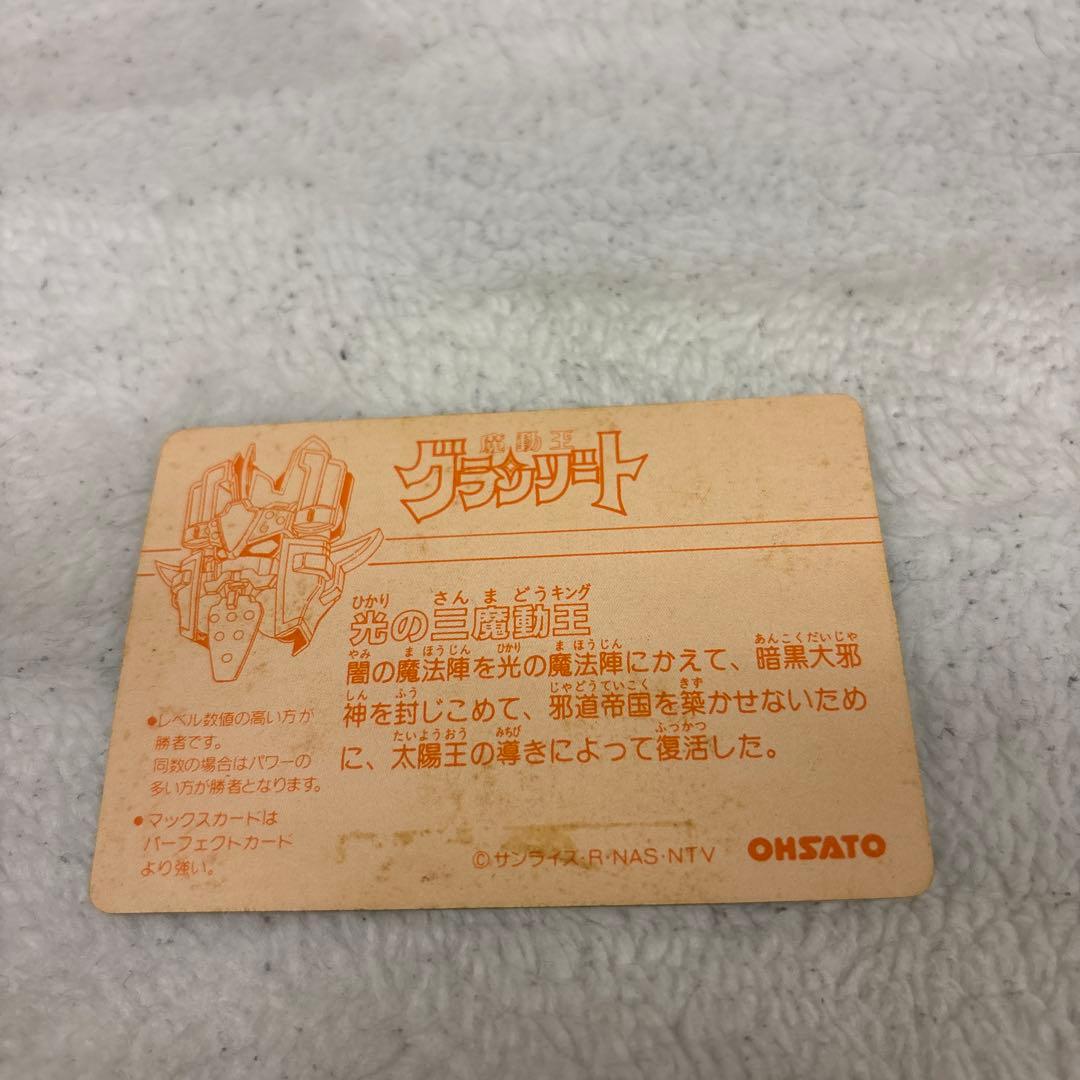 魔動王
グランゾート
ひかり さん ま どうキング
光の三魔動王
やみ ま ほうじん ひかり ま ほうじん あんこくだいじゃ
闇の魔法陣を光の魔法陣にかえて、暗黒大邪
しん ふう じゃどうていこく きず
神を封じこめて、邪道帝国を築かせないため
たいようおう みちび ふっかつ
に、太陽王の導きによって復活した。
●レベル数値の高い方が
勝者です。
同数の場合はパワーの
多い方が勝者となります。
●マックスカードは
パーフェクトカード
より強い。
©サンライズ・R・NAS・NTV
OHSATO